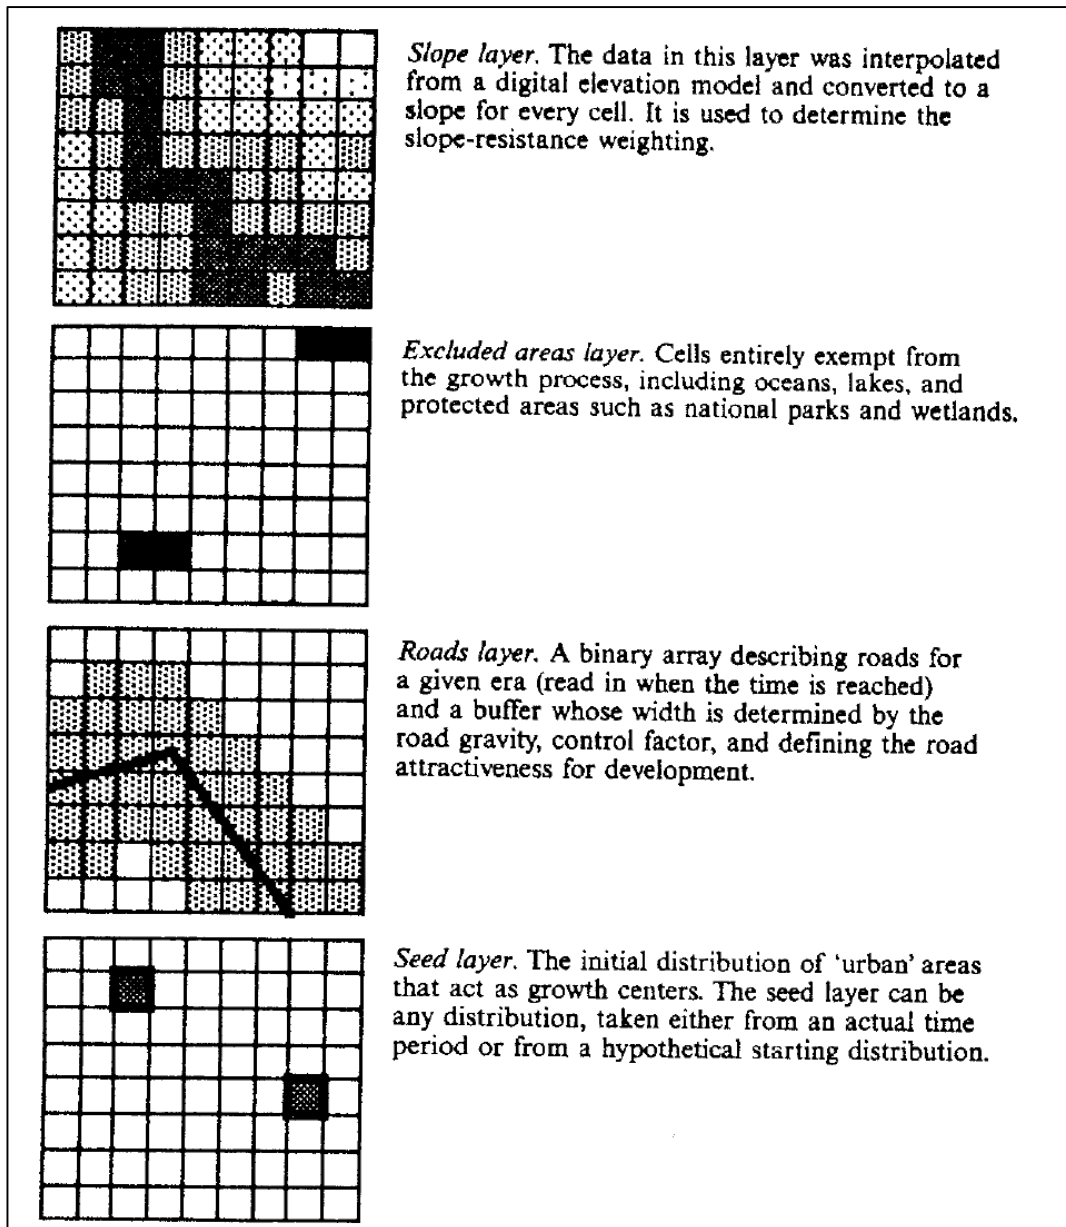 Slope layer. The data in this layer was interpolated
from a digital elevation model and converted to a
slope for every cell. It is used to determine the
slope-resistance weighting.
Excluded areas layer. Cells entirely exempt from
the growth process, including oceans, lakes, and
protected areas such as national parks and wetlands.
Roads layer. A binary array describing roads for
a given era (read in when the time is reached)
and a buffer whose width is determined by the
road gravity, control factor, and defining the road
attractiveness for development.
Seed layer. The initial distribution of ‘urban’ areas
that act as growth centers. The seed layer can be
any distribution, taken either from an actual time
period or from a hypothetical starting distribution.